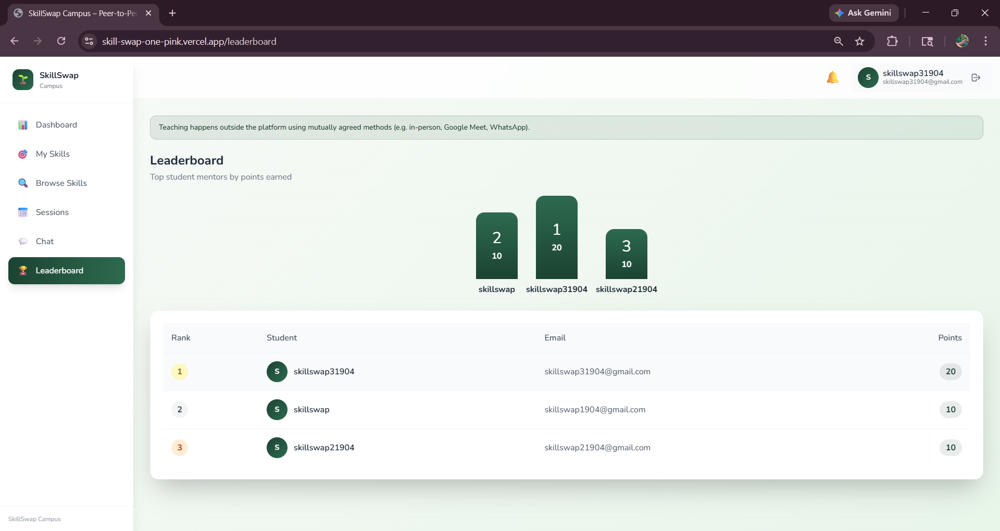 SkillSwap Campus – Peer-to-Pe
Ask Gemini
skill-swap-one-pink.vercel.app/leaderboard
SkillSwap
Campus
Dashboard
My Skills
Browse Skills
Sessions
Chat
Leaderboard
SkillSwap Campus
S
skillswap31904
skillswap31904@gmail.com
Teaching happens outside the platform using mutually agreed methods (e.g. in-person, Google Meet, WhatsApp).
Leaderboard
Top student mentors by points earned
2
10
skillswap
1
20
skillswap31904
3
10
skillswap21904
Rank Student Email Points
1 S skillswap31904 skillswap31904@gmail.com 20
2 S skillswap skillswap1904@gmail.com 10
3 S skillswap21904 skillswap21904@gmail.com 10